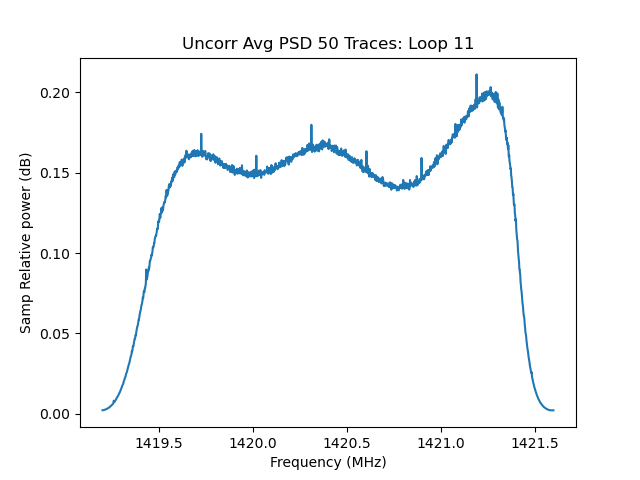 Uncorr Avg PSD 50 Traces: Loop 11
Samp Relative power (dB)
0.20
0.15
0.10
0.05
0.00
1419.5 1420.0 1420.5 1421.0 1421.5
Frequency (MHz)